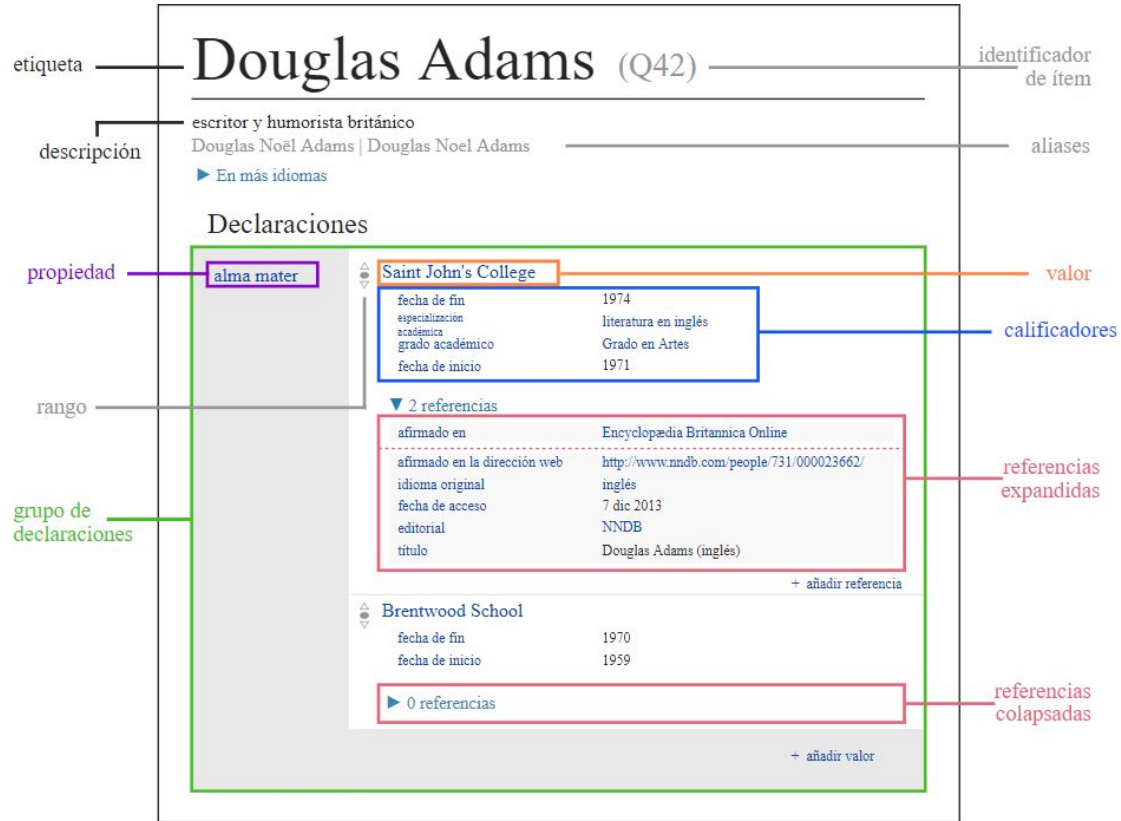 etiqueta
Douglas Adams (Q42)
identificador
de ítem
descripción
escritor y humorista británico
Douglas Noël Adams | Douglas Noel Adams
aliases
▶ En más idiomas
Declaraciones
propiedad
alma mater
Saint John's College
valor
fecha de fin 1974
especialización
académica
literatura en inglés
grado académico Grado en Artes
fecha de inicio 1971
calificadores
rango
▼ 2 referencias
afirmado en Encyclopædia Britannica Online
afirmado en la dirección web http://www.nndb.com/people/731/000023662/
idioma original inglés
fecha de acceso 7 dic 2013
editorial NNDB
título Douglas Adams (inglés)
referencias
expandidas
grupo de
declaraciones
+ añadir referencia
Brentwood School
fecha de fin 1970
fecha de inicio 1959
▶ 0 referencias
referencias
colapsadas
+ añadir valor